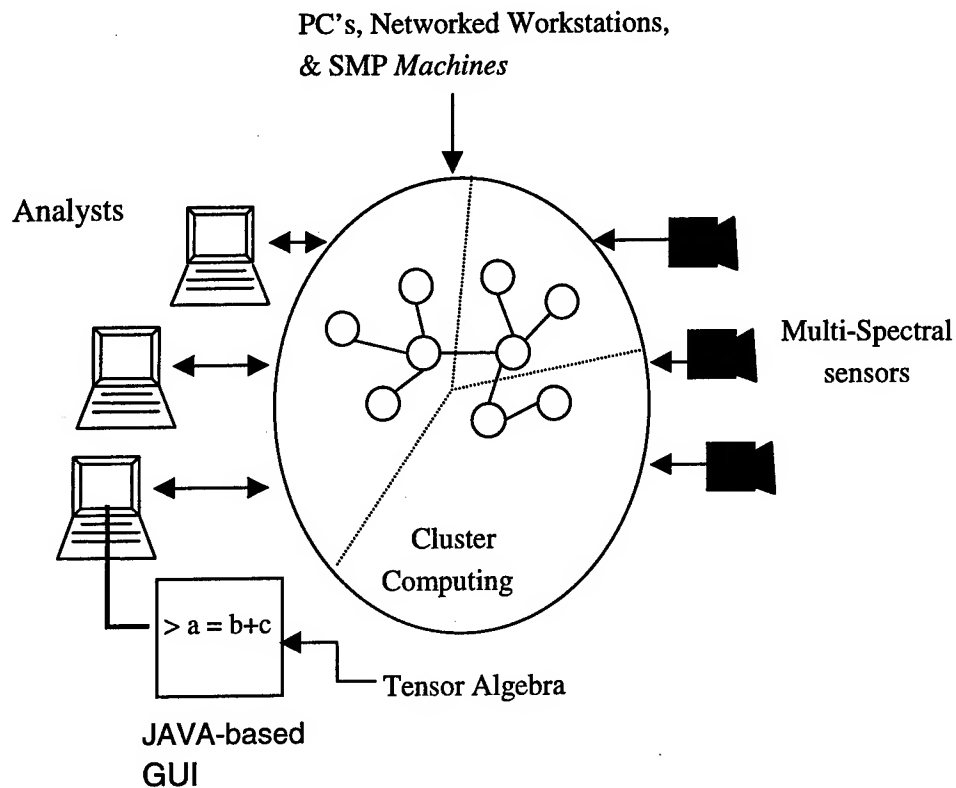 PC's, Networked Workstations,
& SMP Machines
Analysts
Multi-Spectral
sensors
Cluster
Computing
> a = b+c
Tensor Algebra
JAVA-based
GUI